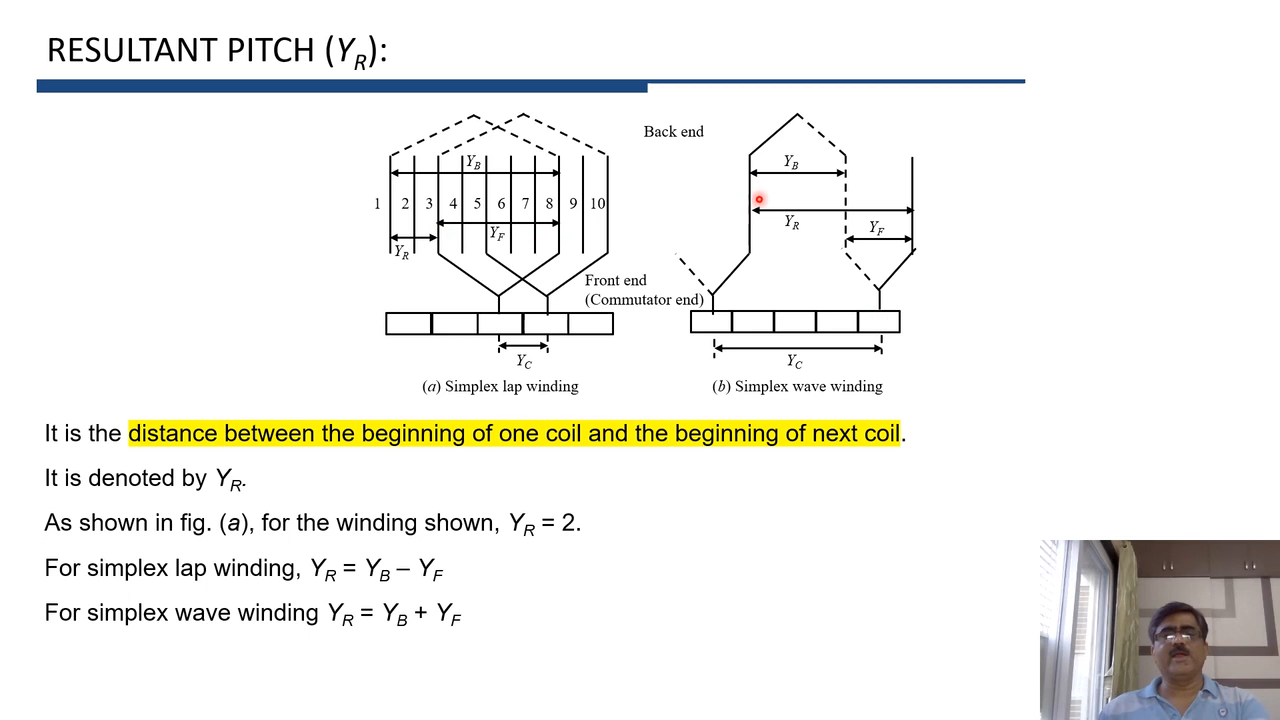 RESULTANT PITCH (Y_R):
Back end
Y_B
Y_B
1 2 3 4 5 6 7 8 9 10
Y_R
Y_F
Y_F
Y_R
Front end
(Commutator end)
Y_C
Y_C
(a) Simplex lap winding
(b) Simplex wave winding
It is the distance between the beginning of one coil and the beginning of next coil.
It is denoted by Y_R.
As shown in fig. (a), for the winding shown, Y_R = 2.
For simplex lap winding, Y_R = Y_B – Y_F
For simplex wave winding Y_R = Y_B + Y_F